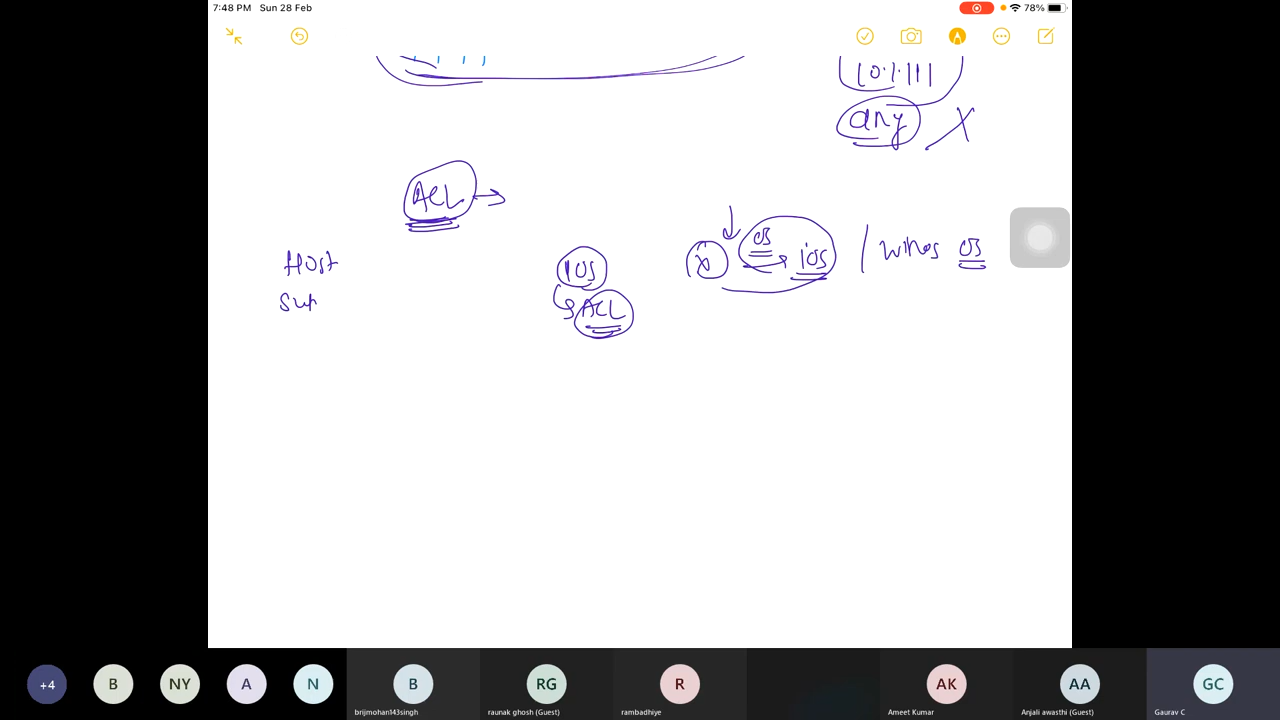 7:48 PM Sun 28 Feb 78%
10.1.111
any X
ACL
Host
IOS
OS IOS
OS
ACL
+4 B NY A N B RG R AK AA GC
brijmohan143singh raunak ghosh (Guest) rambadhiye Ameet Kumar Anjali awasthi (Guest) Gaurav C